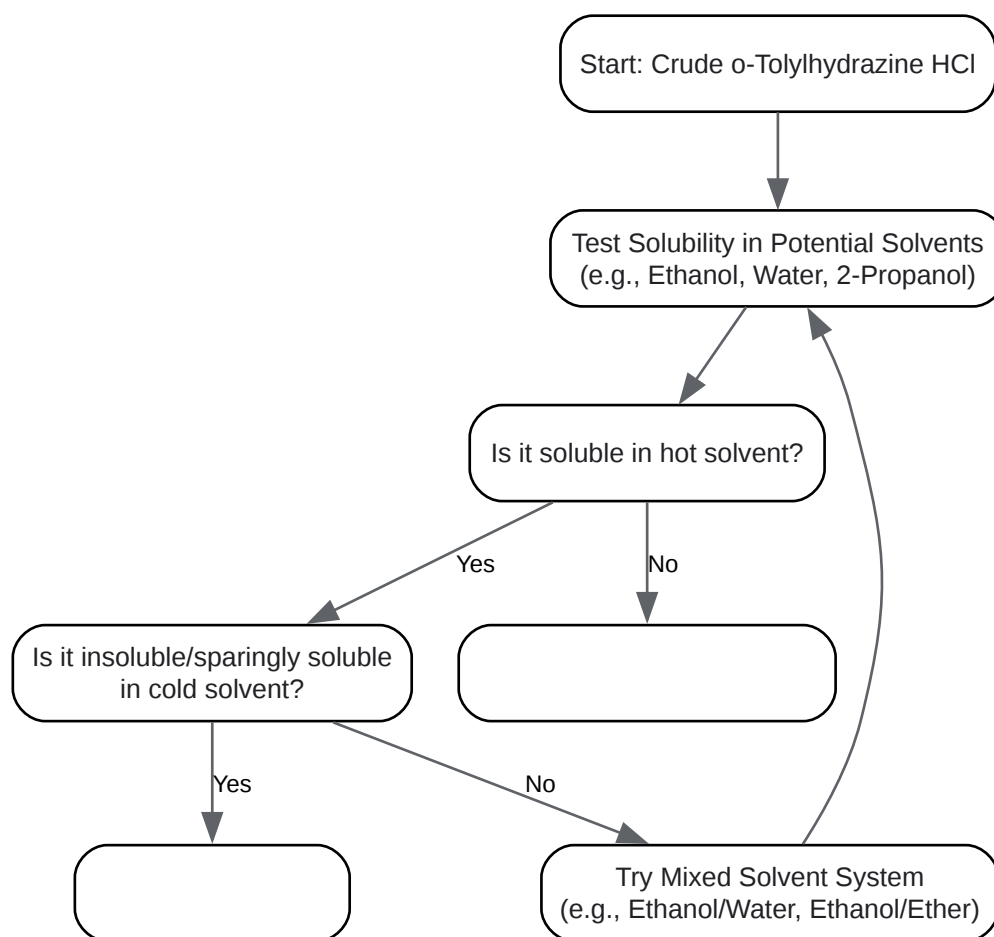 Start: Crude o-Tolylhydrazine HCl
Test Solubility in Potential Solvents
(e.g., Ethanol, Water, 2-Propanol)
Is it soluble in hot solvent?
Yes
No
Is it insoluble/sparingly soluble
in cold solvent?
Yes
No
Try Mixed Solvent System
(e.g., Ethanol/Water, Ethanol/Ether)